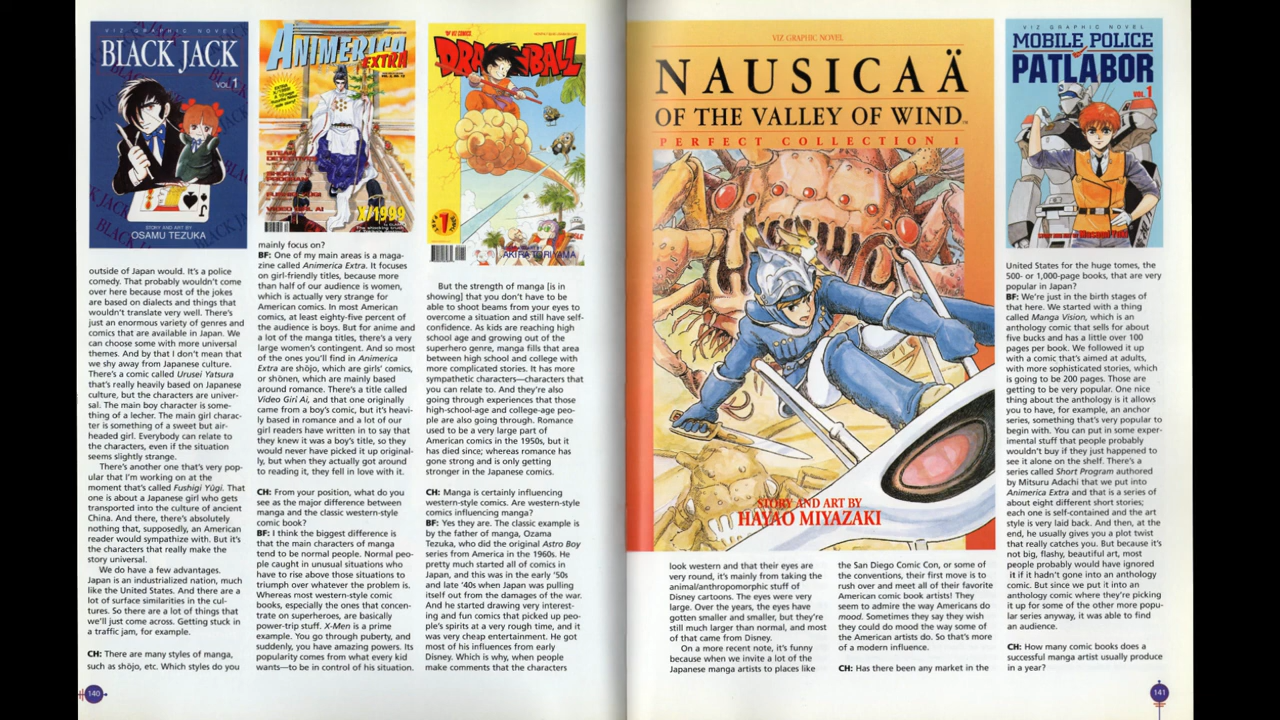 VIZ GRAPHIC NOVEL
BLACK JACK
VOL. 1
STORY AND ART BY
OSAMU TEZUKA
outside of Japan would. It's a police
comedy. That probably wouldn't come
over here because most of the jokes
are based on dialects and things that
wouldn't translate very well. There's
just an enormous variety of genres and
comics that are available in Japan. We
can choose some with more universal
themes. And by that I don't mean that
we shy away from Japanese culture.
There's a comic called Urusei Yatsura
that's really heavily based on Japanese
culture, but the characters are univer-
sal. The main boy character is some-
thing of a lecher. The main girl charac-
ter is something of a sweet but air-
headed girl. Everybody can relate to
the characters, even if the situation
seems slightly strange.
There's another one that's very pop-
ular that I'm working on at the
moment that's called Fushigi Yûgi. That
one is about a Japanese girl who gets
transported into the culture of ancient
China. And there, there's absolutely
nothing that, supposedly, an American
reader would sympathize with. But it's
the characters that really make the
story universal.
We do have a few advantages.
Japan is an industrialized nation, much
like the United States. And there are a
lot of surface similarities in the cul-
tures. So there are a lot of things that
we'll just come across. Getting stuck in
a traffic jam, for example.
CH: There are many styles of manga,
such as shōjo, etc. Which styles do you
140
ANIMERICA
EXTRA
STEAM
DETECTIVES
SHORT
PROGRAM
FUSHIGI YUGI
VIDEO GIRL AI
X/1999
mainly focus on?
BF: One of my main areas is a maga-
zine called Animerica Extra. It focuses
on girl-friendly titles, because more
than half of our audience is women,
which is actually very strange for
American comics. In most American
comics, at least eighty-five percent of
the audience is boys. But for anime and
a lot of the manga titles, there's a very
large women's contingent. And so most
of the ones you'll find in Animerica
Extra are shōjo, which are girls' comics,
or shōnen, which are mainly based
around romance. There's a title called
Video Girl Ai, and that one originally
came from a boy's comic, but it's heavi-
ly based in romance and a lot of our
girl readers have written in to say that
they knew it was a boy's title, so they
would never have picked it up original-
ly, but when they actually got around
to reading it, they fell in love with it.
CH: From your position, what do you
see as the major difference between
manga and the classic western-style
comic book?
BF: I think the biggest difference is
that the main characters of manga
tend to be normal people. Normal peo-
ple caught in unusual situations who
have to rise above those situations to
triumph over whatever the problem is.
Whereas most western-style comic
books, especially the ones that concen-
trate on superheroes, are basically
power-trip stuff. X-Men is a prime
example. You go through puberty, and
suddenly, you have amazing powers. Its
popularity comes from what every kid
wants—to be in control of his situation.
VIZ COMICS
DRAGONBALL
1
AKIRA TORIYAMA
But the strength of manga [is in
showing] that you don't have to be
able to shoot beams from your eyes to
overcome a situation and still have self-
confidence. As kids are reaching high
school age and growing out of the
superhero genre, manga fills that area
between high school and college with
more complicated stories. It has more
sympathetic characters—characters that
you can relate to. And they're also
going through experiences that those
high-school-age and college-age peo-
ple are also going through. Romance
used to be a very large part of
American comics in the 1950s, but it
has died since; whereas romance has
gone strong and is only getting
stronger in the Japanese comics.
CH: Manga is certainly influencing
western-style comics. Are western-style
comics influencing manga?
BF: Yes they are. The classic example is
by the father of manga, Ozama
Tezuka, who did the original Astro Boy
series from America in the 1960s. He
pretty much started all of comics in
Japan, and this was in the early '50s
and late '40s when Japan was pulling
itself out from the damages of the war.
And he started drawing very interest-
ing and fun comics that picked up peo-
ple's spirits at a very rough time, and it
was very cheap entertainment. He got
most of his influences from early
Disney. Which is why, when people
make comments that the characters
VIZ GRAPHIC NOVEL
NAUSICAÄ
OF THE VALLEY OF WIND™
PERFECT COLLECTION 1
STORY AND ART BY
HAYAO MIYAZAKI
look western and that their eyes are
very round, it's mainly from taking the
animal/anthropomorphic stuff of
Disney cartoons. The eyes were very
large. Over the years, the eyes have
gotten smaller and smaller, but they're
still much larger than normal, and most
of that came from Disney.
On a more recent note, it's funny
because when we invite a lot of the
Japanese manga artists to places like
the San Diego Comic Con, or some of
the conventions, their first move is to
rush over and meet all of their favorite
American comic book artists! They
seem to admire the way Americans do
mood. Sometimes they say they wish
they could do mood the way some of
the American artists do. So that's more
of a modern influence.
CH: Has there been any market in the
VIZ GRAPHIC NOVEL
MOBILE POLICE
PATLABOR
VOL. 1
United States for the huge tomes, the
500- or 1,000-page books, that are very
popular in Japan?
BF: We're just in the birth stages of
that here. We started with a thing
called Manga Vision, which is an
anthology comic that sells for about
five bucks and has a little over 100
pages per book. We followed it up
with a comic that's aimed at adults,
with more sophisticated stories, which
is going to be 200 pages. Those are
getting to be very popular. One nice
thing about the anthology is it allows
you to have, for example, an anchor
series, something that's very popular to
begin with. You can put in some exper-
imental stuff that people probably
wouldn't buy if they just happened to
see it alone on the shelf. There's a
series called Short Program authored
by Mitsuru Adachi that we put into
Animerica Extra and that is a series of
about eight different short stories;
each one is self-contained and the art
style is very laid back. And then, at the
end, he usually gives you a plot twist
that really catches you. But because it's
not big, flashy, beautiful art, most
people probably would have ignored
it if it hadn't gone into an anthology
comic. But since we put it into an
anthology comic where they're picking
it up for some of the other more popu-
lar series anyway, it was able to find
an audience.
CH: How many comic books does a
successful manga artist usually produce
in a year?
141